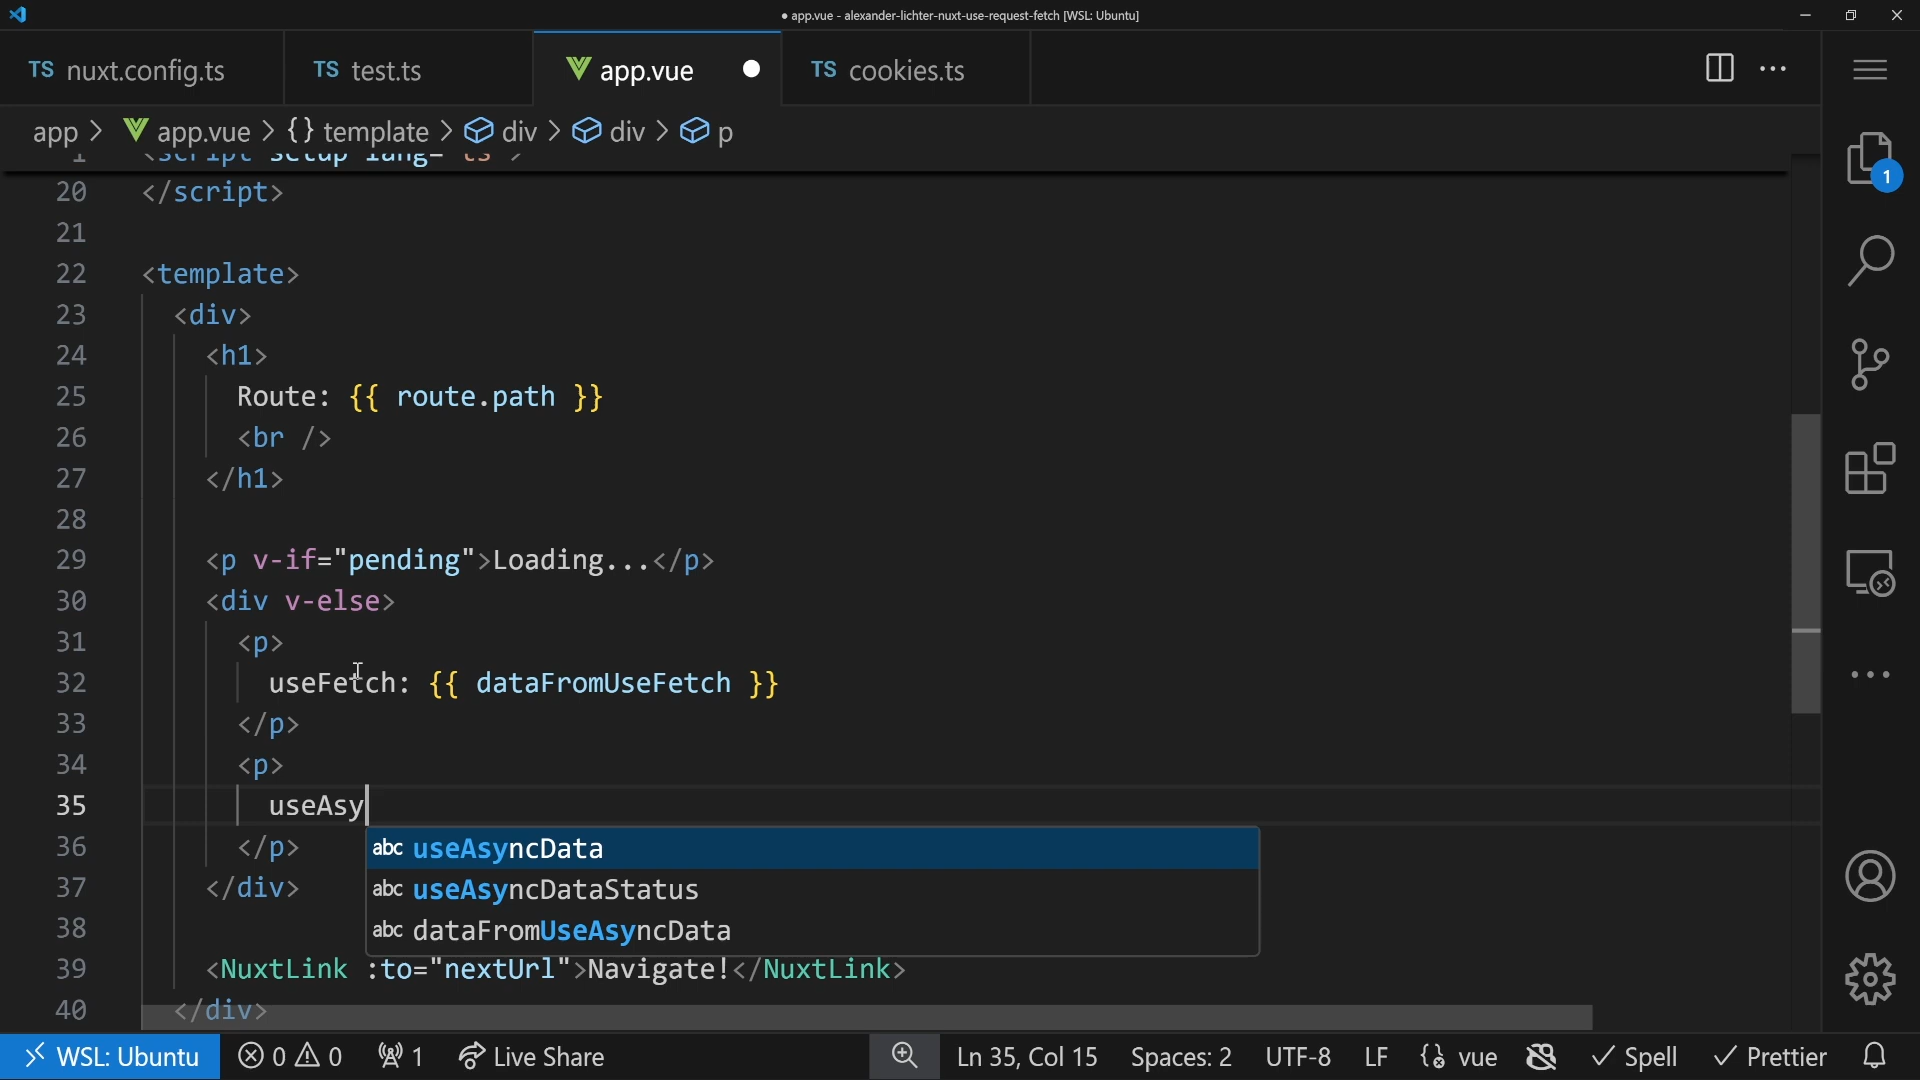 ● app.vue - alexander-lichter-nuxt-use-request-fetch [WSL: Ubuntu]
TS nuxt.config.ts
TS test.ts
app.vue
TS cookies.ts
app > app.vue > {} template > div > div > p
1 <script setup lang="ts">
20 </script>
21
22 <template>
23 <div>
24 <h1>
25 Route: {{ route.path }}
26 <br />
27 </h1>
28
29 <p v-if="pending">Loading...</p>
30 <div v-else>
31 <p>
32 useFetch: {{ dataFromUseFetch }}
33 </p>
34 <p>
35 useAsy
36 </p>
abc useAsyncData
37 </div>
abc useAsyncDataStatus
38
abc dataFromUseAsyncData
39 <NuxtLink :to="nextUrl">Navigate!</NuxtLink>
40 </div>
1
WSL: Ubuntu 0 0 1 Live Share Ln 35, Col 15 Spaces: 2 UTF-8 LF vue Spell Prettier